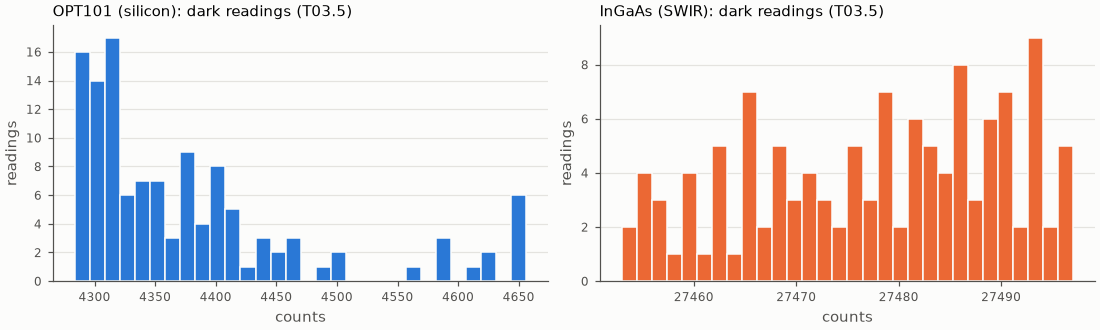 OPT101 (silicon): dark readings (T03.5)
readings
16
14
12
10
8
6
4
2
0
4300 4350 4400 4450 4500 4550 4600 4650
counts
InGaAs (SWIR): dark readings (T03.5)
readings
8
6
4
2
0
27460 27470 27480 27490
counts